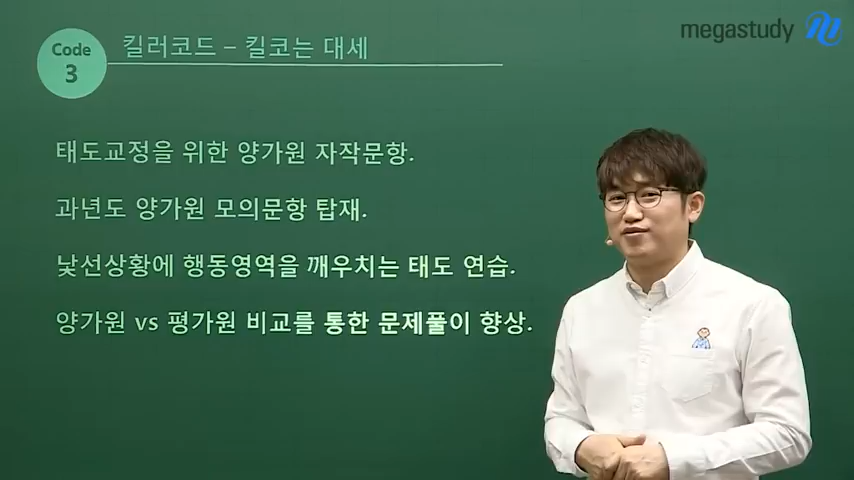 megastudy
Code
3
킬러코드 – 킬코는 대세
태도교정을 위한 양가원 자작문항.
과년도 양가원 모의문항 탑재.
낯선상황에 행동영역을 깨우치는 태도 연습.
양가원 vs 평가원 비교를 통한 문제풀이 향상.